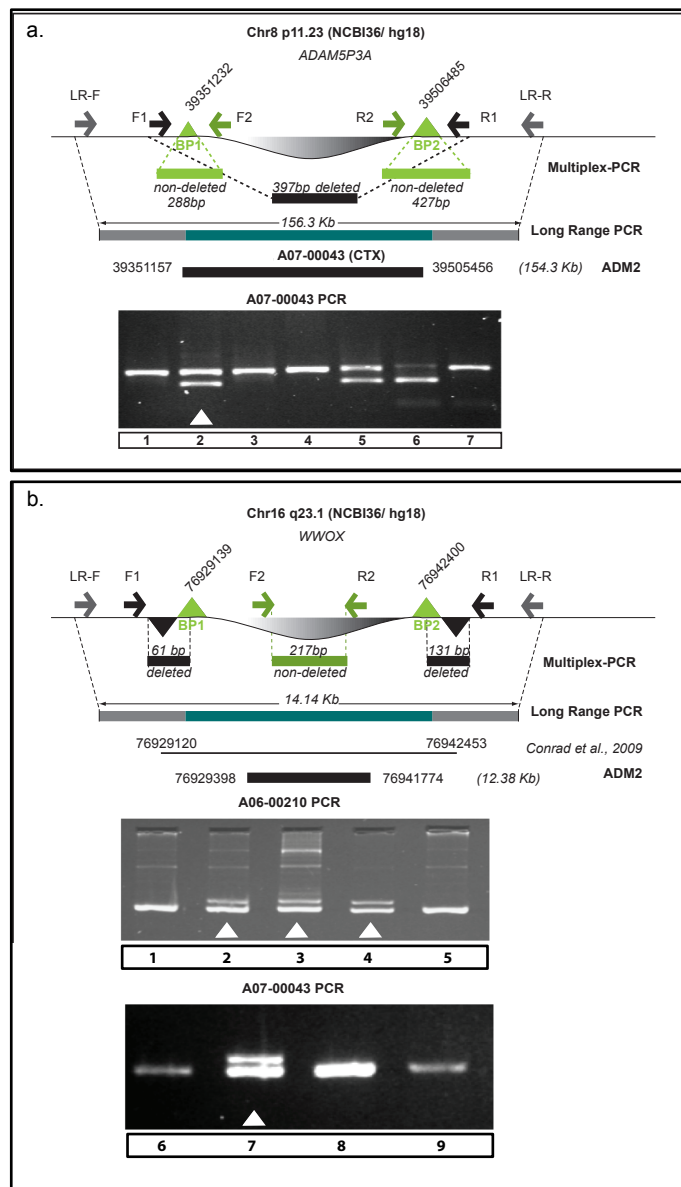 a.
Chr8 p11.23 (NCBI36/ hg18)
ADAM5P3A
39351232
39506485
LR-F
F1
F2
R2
R1
LR-R
BP1
BP2
Multiplex-PCR
non-deleted
288bp
397bp deleted
non-deleted
427bp
156.3 Kb
Long Range PCR
A07-00043 (CTX)
39351157
39505456
(154.3 Kb)
ADM2
A07-00043 PCR
1 2 3 4 5 6 7
b.
Chr16 q23.1 (NCBI36/ hg18)
WWOX
76929139
76942400
LR-F
F1
F2
R2
R1
LR-R
BP1
BP2
61 bp
deleted
217bp
non-deleted
131 bp
deleted
Multiplex-PCR
14.14 Kb
Long Range PCR
76929120
76942453
Conrad et al., 2009
76929398
76941774
(12.38 Kb)
ADM2
A06-00210 PCR
1 2 3 4 5
A07-00043 PCR
6 7 8 9